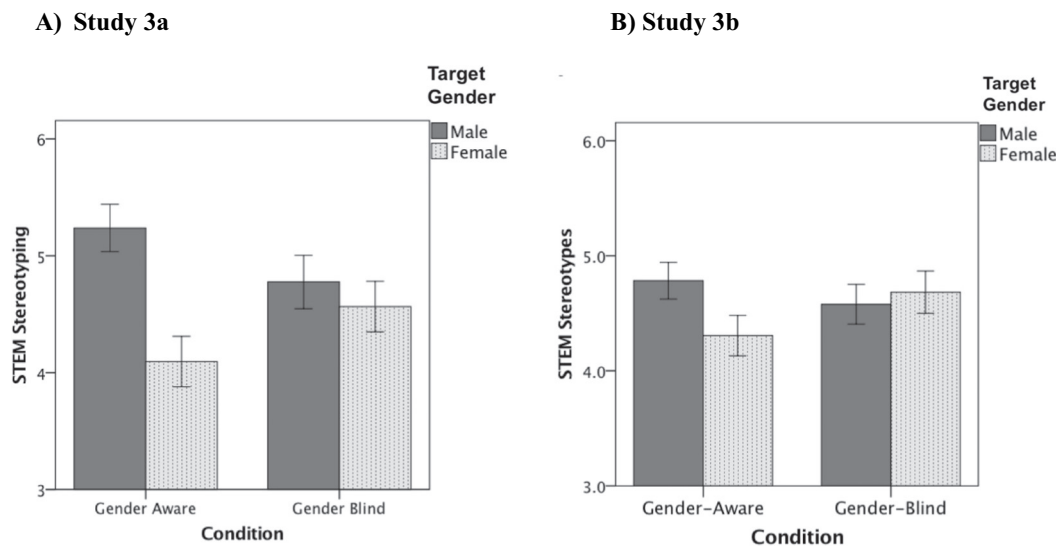 A) Study 3a
B) Study 3b
Target
Gender
Male
Female
6
5
4
3
STEM Stereotyping
Gender Aware
Gender Blind
Condition
Target
Gender
Male
Female
6.0
5.0
4.0
3.0
STEM Stereotypes
Gender-Aware
Gender-Blind
Condition